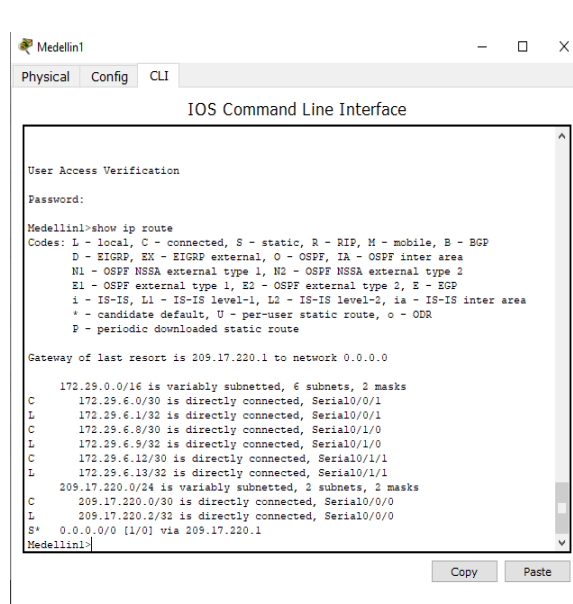 Medellin1
Physical Config CLI
IOS Command Line Interface
User Access Verification
Password:
Medellin1>show ip route
Codes: L - local, C - connected, S - static, R - RIP, M - mobile, B - BGP
D - EIGRP, EX - EIGRP external, O - OSPF, IA - OSPF inter area
N1 - OSPF NSSA external type 1, N2 - OSPF NSSA external type 2
E1 - OSPF external type 1, E2 - OSPF external type 2, E - EGP
i - IS-IS, L1 - IS-IS level-1, L2 - IS-IS level-2, ia - IS-IS inter area
* - candidate default, U - per-user static route, o - ODR
P - periodic downloaded static route
Gateway of last resort is 209.17.220.1 to network 0.0.0.0
172.29.0.0/16 is variably subnetted, 6 subnets, 2 masks
C 172.29.6.0/30 is directly connected, Serial0/0/1
L 172.29.6.1/32 is directly connected, Serial0/0/1
C 172.29.6.8/30 is directly connected, Serial0/1/0
L 172.29.6.9/32 is directly connected, Serial0/1/0
C 172.29.6.12/30 is directly connected, Serial0/1/1
L 172.29.6.13/32 is directly connected, Serial0/1/1
209.17.220.0/24 is variably subnetted, 2 subnets, 2 masks
C 209.17.220.0/30 is directly connected, Serial0/0/0
L 209.17.220.2/32 is directly connected, Serial0/0/0
S* 0.0.0.0/0 [1/0] via 209.17.220.1
Medellin1>
Copy Paste